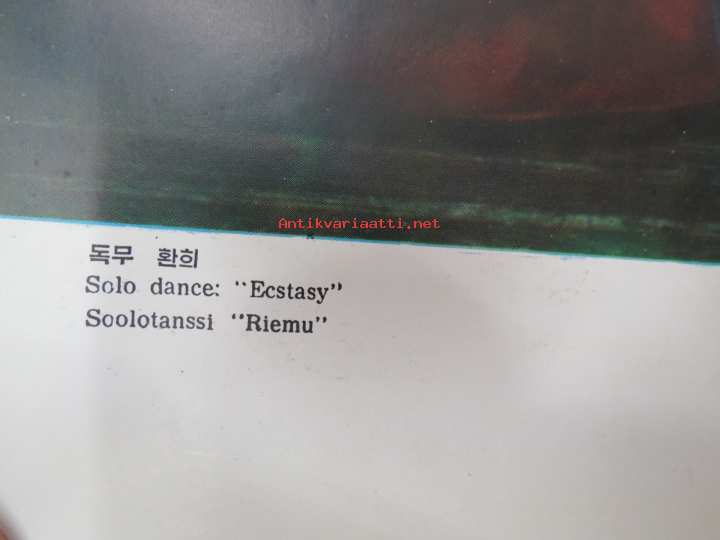 Antikvariaatti.net
독무 환희
Solo dance: "Ecstasy"
Soolotanssi "Riemu"